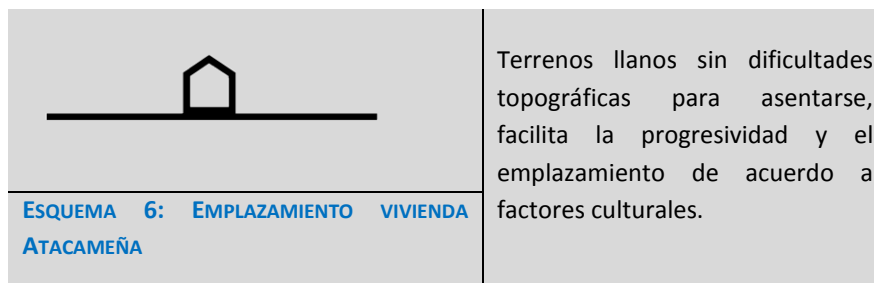 ESQUEMA 6: EMPLAZAMIENTO VIVIENDA
ATACAMEÑA
Terrenos llanos sin dificultades
topográficas para asentarse,
facilita la progresividad y el
emplazamiento de acuerdo a
factores culturales.